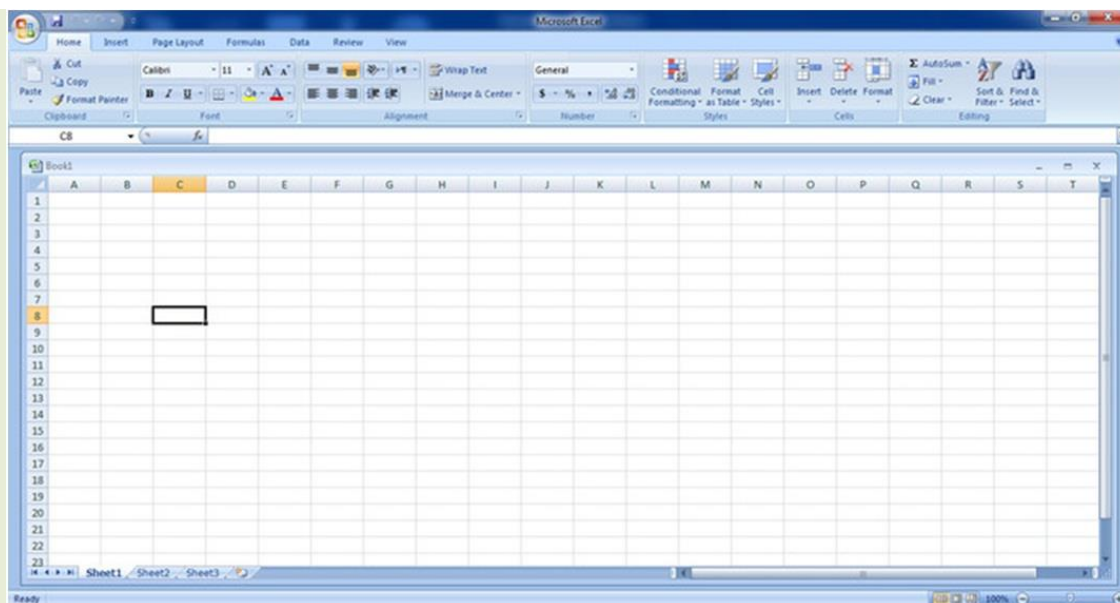 Microsoft Excel
Home Insert Page Layout Formulas Data Review View
Paste
Cut
Copy
Format Painter
Clipboard
Calibri 11 A A
B I U A
Font
Wrap Text
Merge & Center
Alignment
General
$ % ,
Number
Conditional Formatting
Format as Table
Cell Styles
Styles
Insert Delete Format
Cells
Σ AutoSum
Fill
Clear
Sort & Filter
Find & Select
Editing
C8 fx
Book1
A B C D E F G H I J K L M N O P Q R S T
1
2
3
4
5
6
7
8
9
10
11
12
13
14
15
16
17
18
19
20
21
22
23
Sheet1 Sheet2 Sheet3
Ready 100%